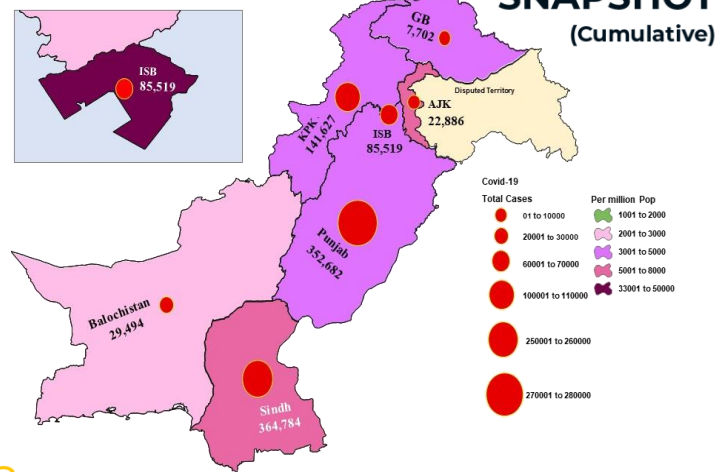 SNAPSHOT
(Cumulative)
ISB
85,519
GB
7,702
Disputed Territory
AJK
22,886
KPK
141,627
ISB
85,519
Punjab
352,682
Balochistan
29,494
Sindh
364,784
Covid-19
Total Cases
01 to 10000
20001 to 30000
60001 to 70000
100001 to 110000
250001 to 260000
270001 to 280000
Per million Pop
1001 to 2000
2001 to 3000
3001 to 5000
5001 to 8000
33001 to 50000